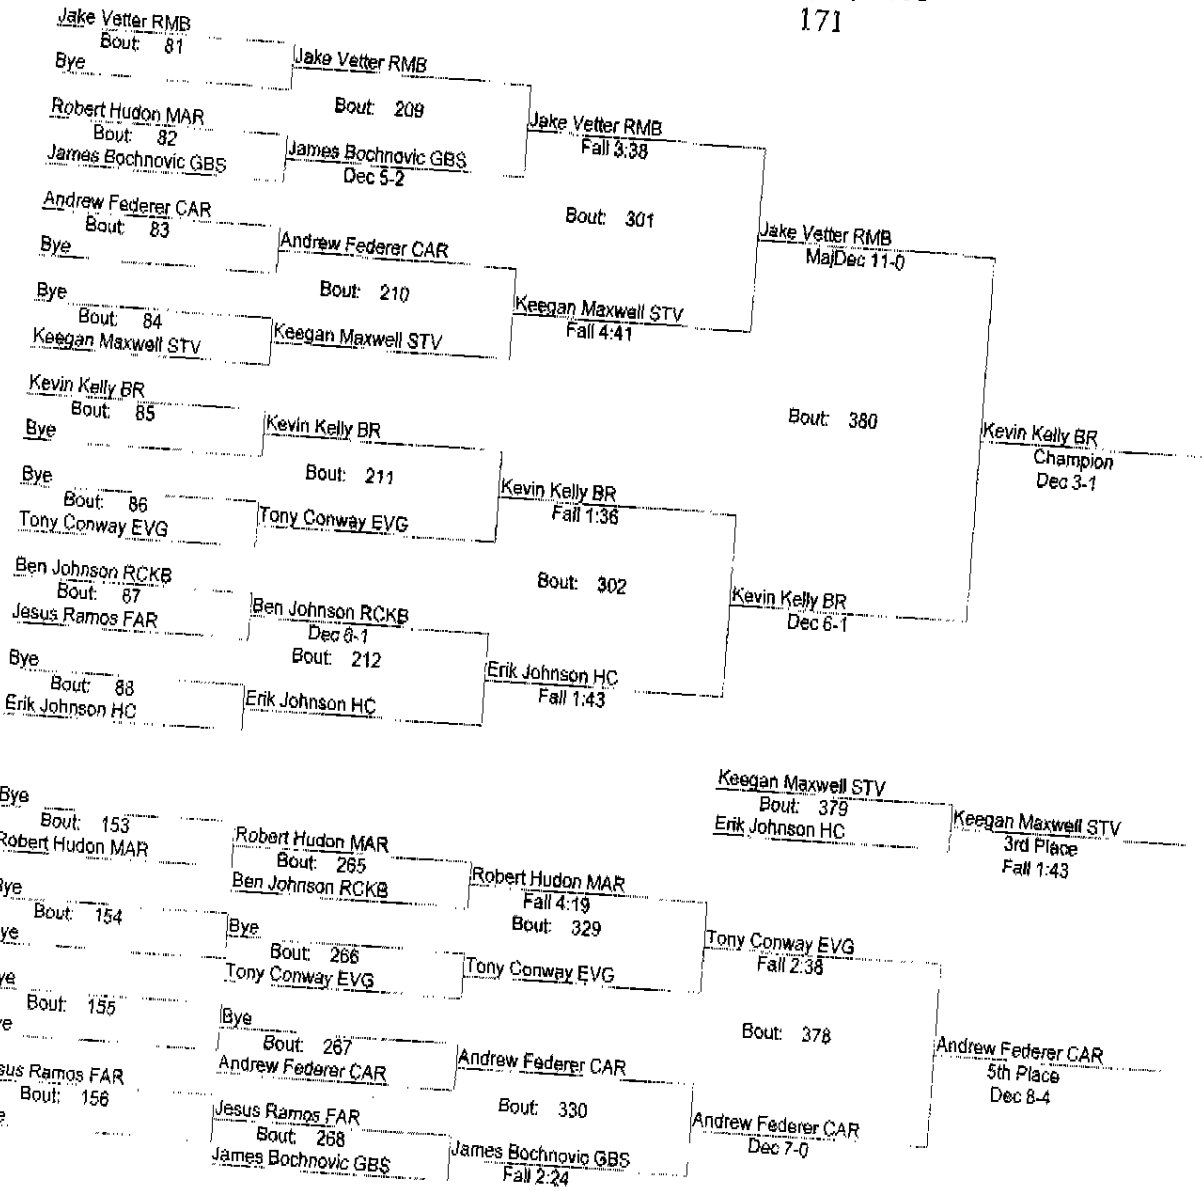 171
Jake Vetter RMB
Bout: 81
Bye
Jake Vetter RMB
Bout: 209
Robert Hudon MAR
Bout: 82
James Bochnovic GBS
James Bochnovic GBS
Dec 5-2
Jake Vetter RMB
Fall 3:38
Andrew Federer CAR
Bout: 83
Bye
Andrew Federer CAR
Bout: 210
Bye
Bout: 84
Keegan Maxwell STV
Keegan Maxwell STV
Keegan Maxwell STV
Fall 4:41
Bout: 301
Jake Vetter RMB
MajDec 11-0
Kevin Kelly BR
Bout: 85
Bye
Kevin Kelly BR
Bout: 211
Bye
Bout: 86
Tony Conway EVG
Tony Conway EVG
Kevin Kelly BR
Fall 1:36
Ben Johnson RCKB
Bout: 87
Jesus Ramos FAR
Ben Johnson RCKB
Dec 6-1
Bout: 212
Bye
Bout: 88
Erik Johnson HC
Erik Johnson HC
Erik Johnson HC
Fall 1:43
Bout: 302
Kevin Kelly BR
Dec 6-1
Bout: 380
Kevin Kelly BR
Champion
Dec 3-1
Keegan Maxwell STV
Bout: 379
Erik Johnson HC
Keegan Maxwell STV
3rd Place
Fall 1:43
Bye
Bout: 153
Robert Hudon MAR
Robert Hudon MAR
Bout: 265
Ben Johnson RCKB
Robert Hudon MAR
Fall 4:19
Bout: 329
ye
Bout: 154
ye
Bye
Bout: 266
Tony Conway EVG
Tony Conway EVG
Tony Conway EVG
Fall 2:38
ye
Bout: 155
ye
Bye
Bout: 267
Andrew Federer CAR
Andrew Federer CAR
Bout: 330
sus Ramos FAR
Bout: 156
e
Jesus Ramos FAR
Bout: 268
James Bochnovic GBS
James Bochnovic GBS
Fall 2:24
Andrew Federer CAR
Dec 7-0
Bout: 378
Andrew Federer CAR
5th Place
Dec 8-4